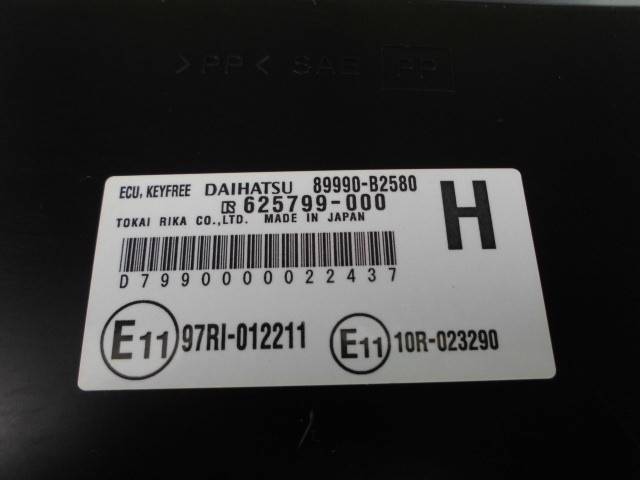 >PP< SAE PP
ECU, KEYFREE DAIHATSU 89990-B2580
625799-000
H
TOKAI RIKA CO.,LTD. MADE IN JAPAN
D7990000022437
E11 97RI-012211 E11 10R-023290